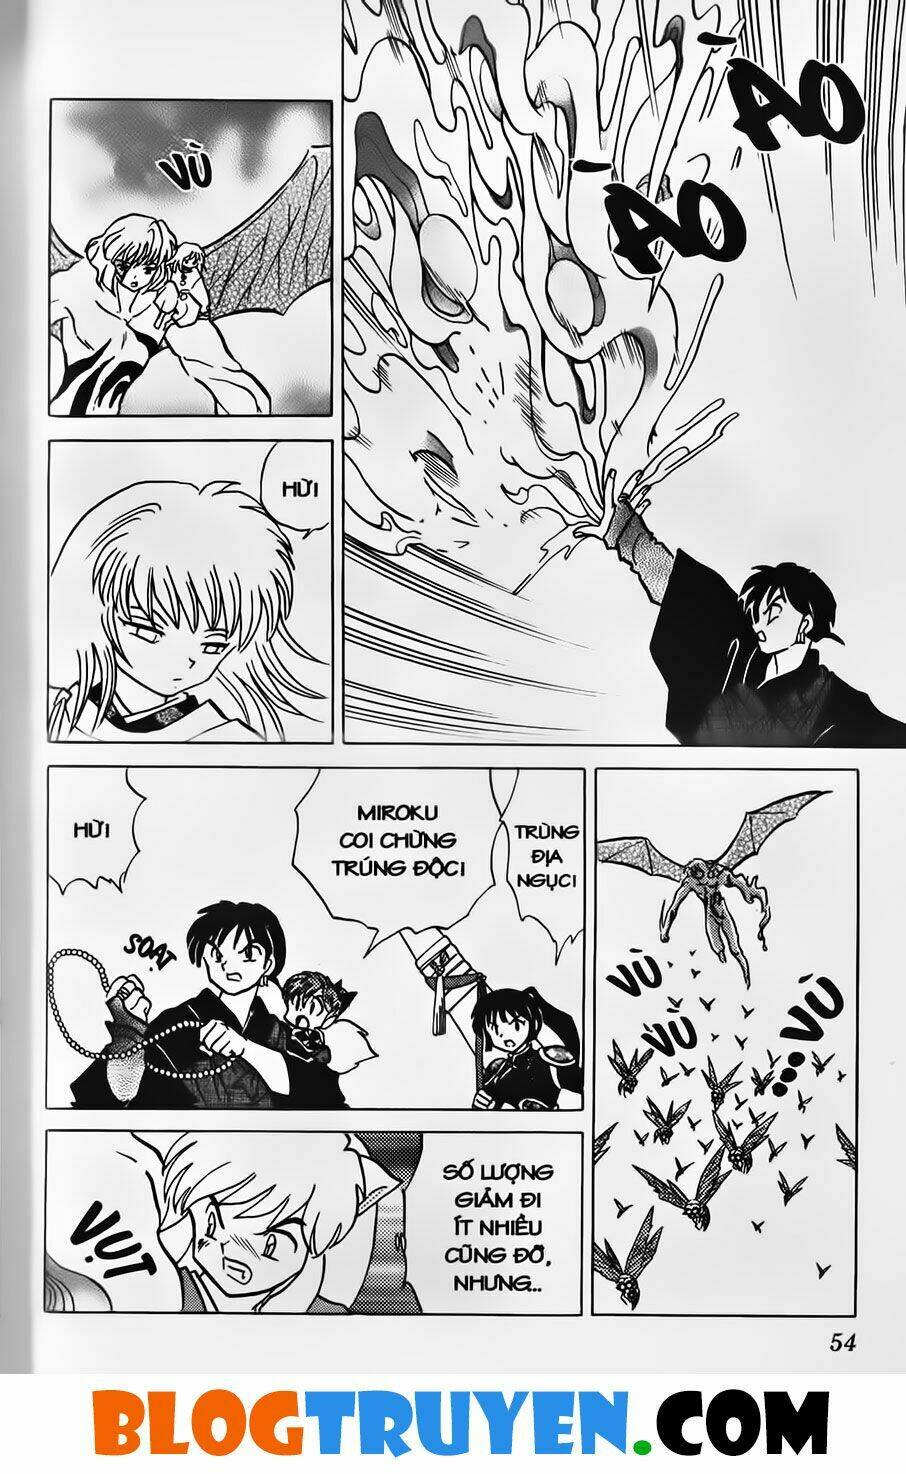 ÀO
ÀO
VÙ
HỪ!
TRÙNG
ĐỊA
NGỤC!
MIROKU
COI CHỪNG
TRÚNG ĐỘC!
HỪ!
SOẠT
VÙ
VÙ
...VÙ
SỐ LƯỢNG
GIẢM ĐI
ÍT NHIỀU
CŨNG ĐỠ,
NHƯNG...
VỤT
54
BLOGTRUYEN.COM